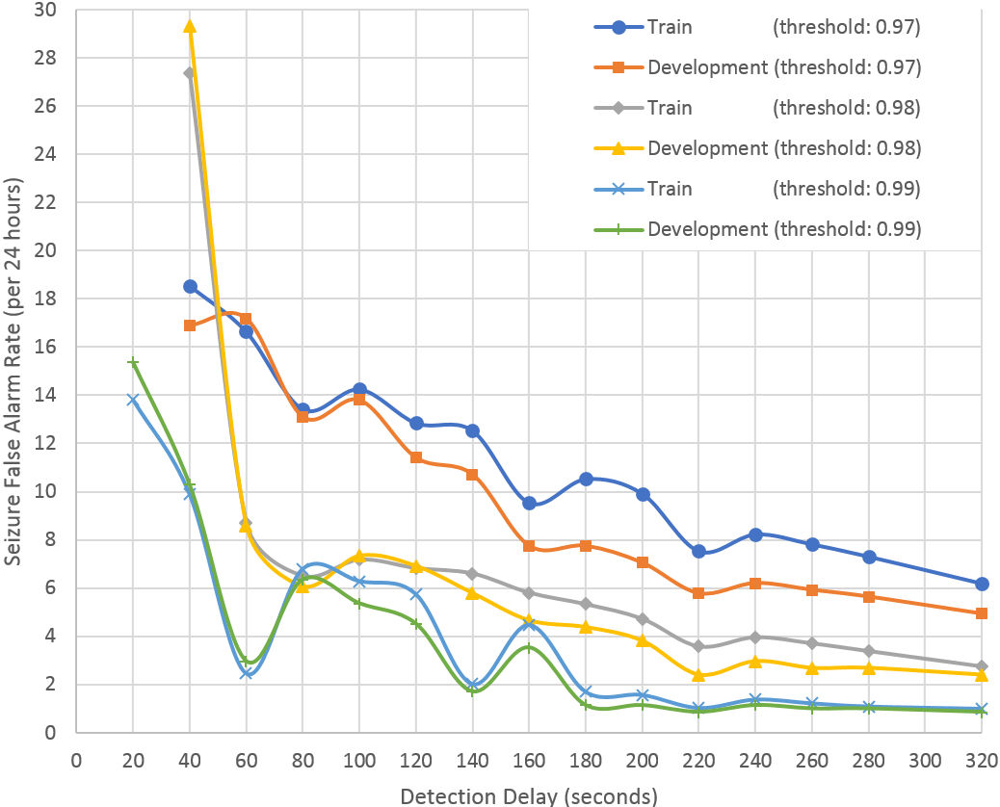 30
28
26
24
22
20
18
16
14
12
10
8
6
4
2
0
Seizure False Alarm Rate (per 24 hours)
Train (threshold: 0.97)
Development (threshold: 0.97)
Train (threshold: 0.98)
Development (threshold: 0.98)
Train (threshold: 0.99)
Development (threshold: 0.99)
0 20 40 60 80 100 120 140 160 180 200 220 240 260 280 300 320
Detection Delay (seconds)